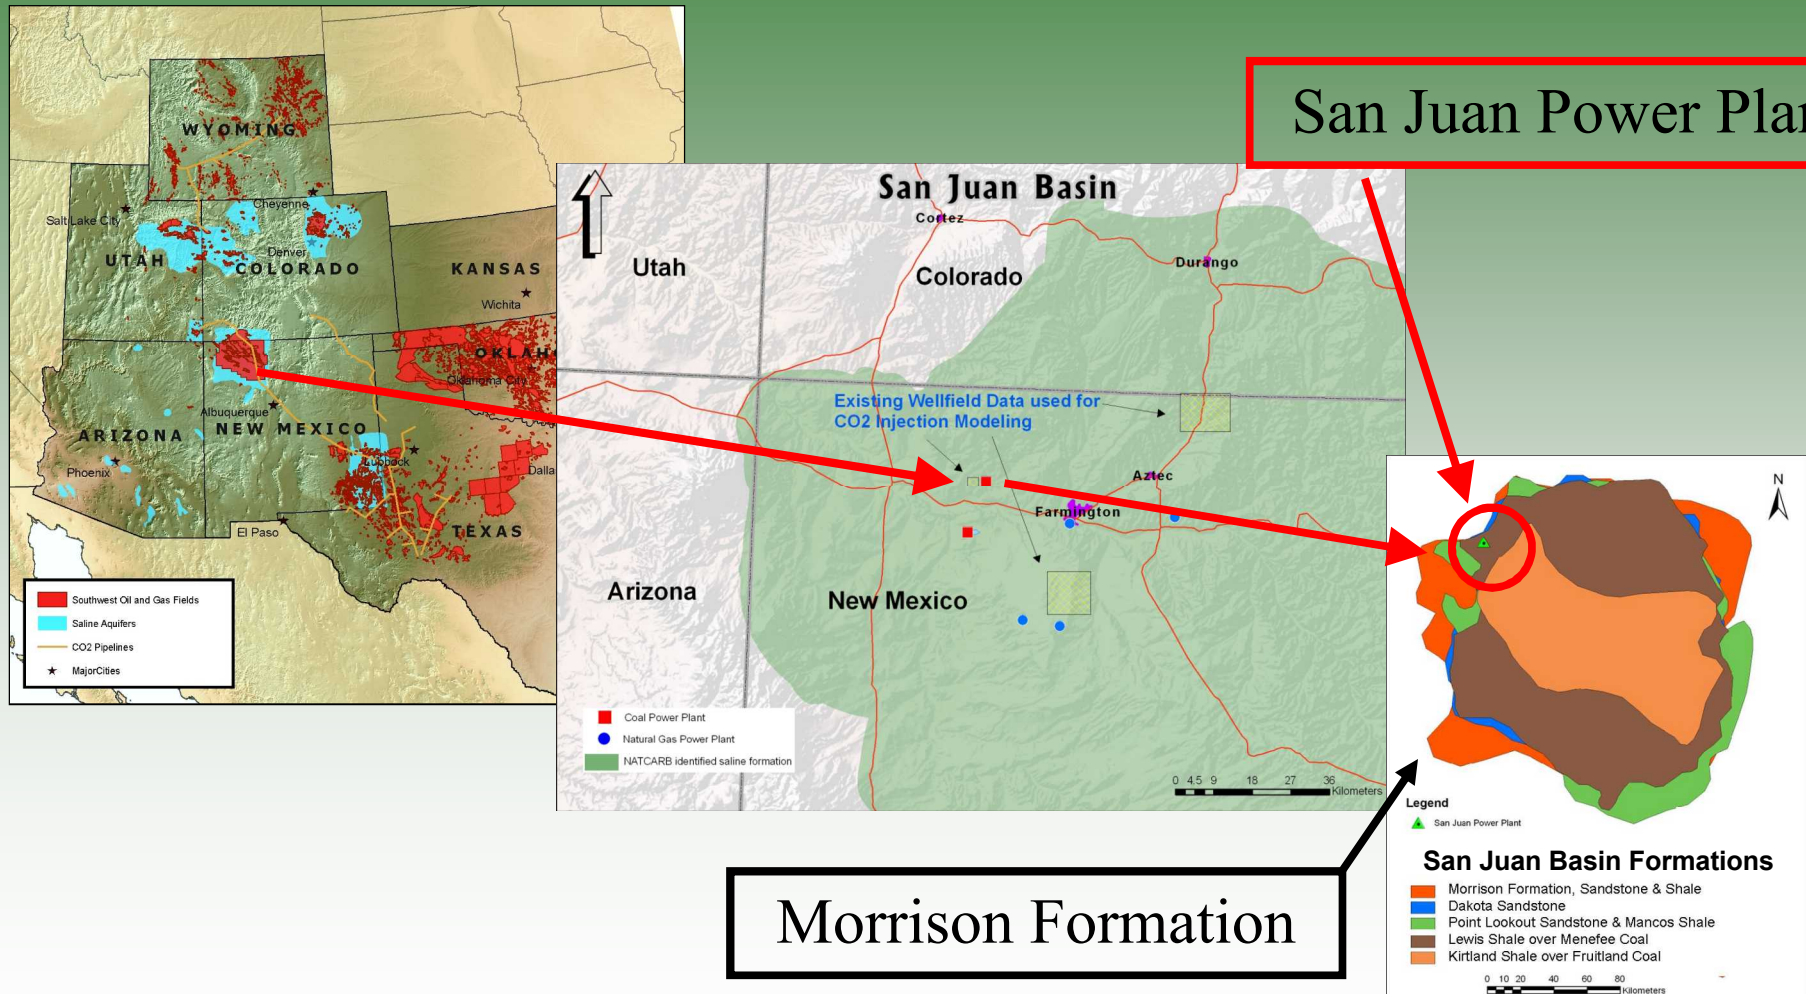 San Juan Power Plan
WYOMING
Salt Lake City
Cheyenne
Denver
UTAH
COLORADO
KANSAS
Wichita
OKLAH
Oklahoma City
Albuquerque
NEW MEXICO
ARIZONA
Phoenix
Lubbock
Dalla
El Paso
TEXAS
Southwest Oil and Gas Fields
Saline Aquifers
CO2 Pipelines
MajorCities
San Juan Basin
Cortez
Utah
Colorado
Durango
Existing Wellfield Data used for
CO2 Injection Modeling
Aztec
Farmington
Arizona
New Mexico
Coal Power Plant
Natural Gas Power Plant
NATCARB identified saline formation
0 4.5 9 18 27 36
Kilometers
N
Legend
San Juan Power Plant
San Juan Basin Formations
Morrison Formation, Sandstone & Shale
Dakota Sandstone
Point Lookout Sandstone & Mancos Shale
Lewis Shale over Menefee Coal
Kirtland Shale over Fruitland Coal
0 10 20 40 60 80
Kilometers
Morrison Formation